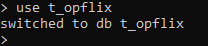 > use t_opflix
switched to db t_opflix
>